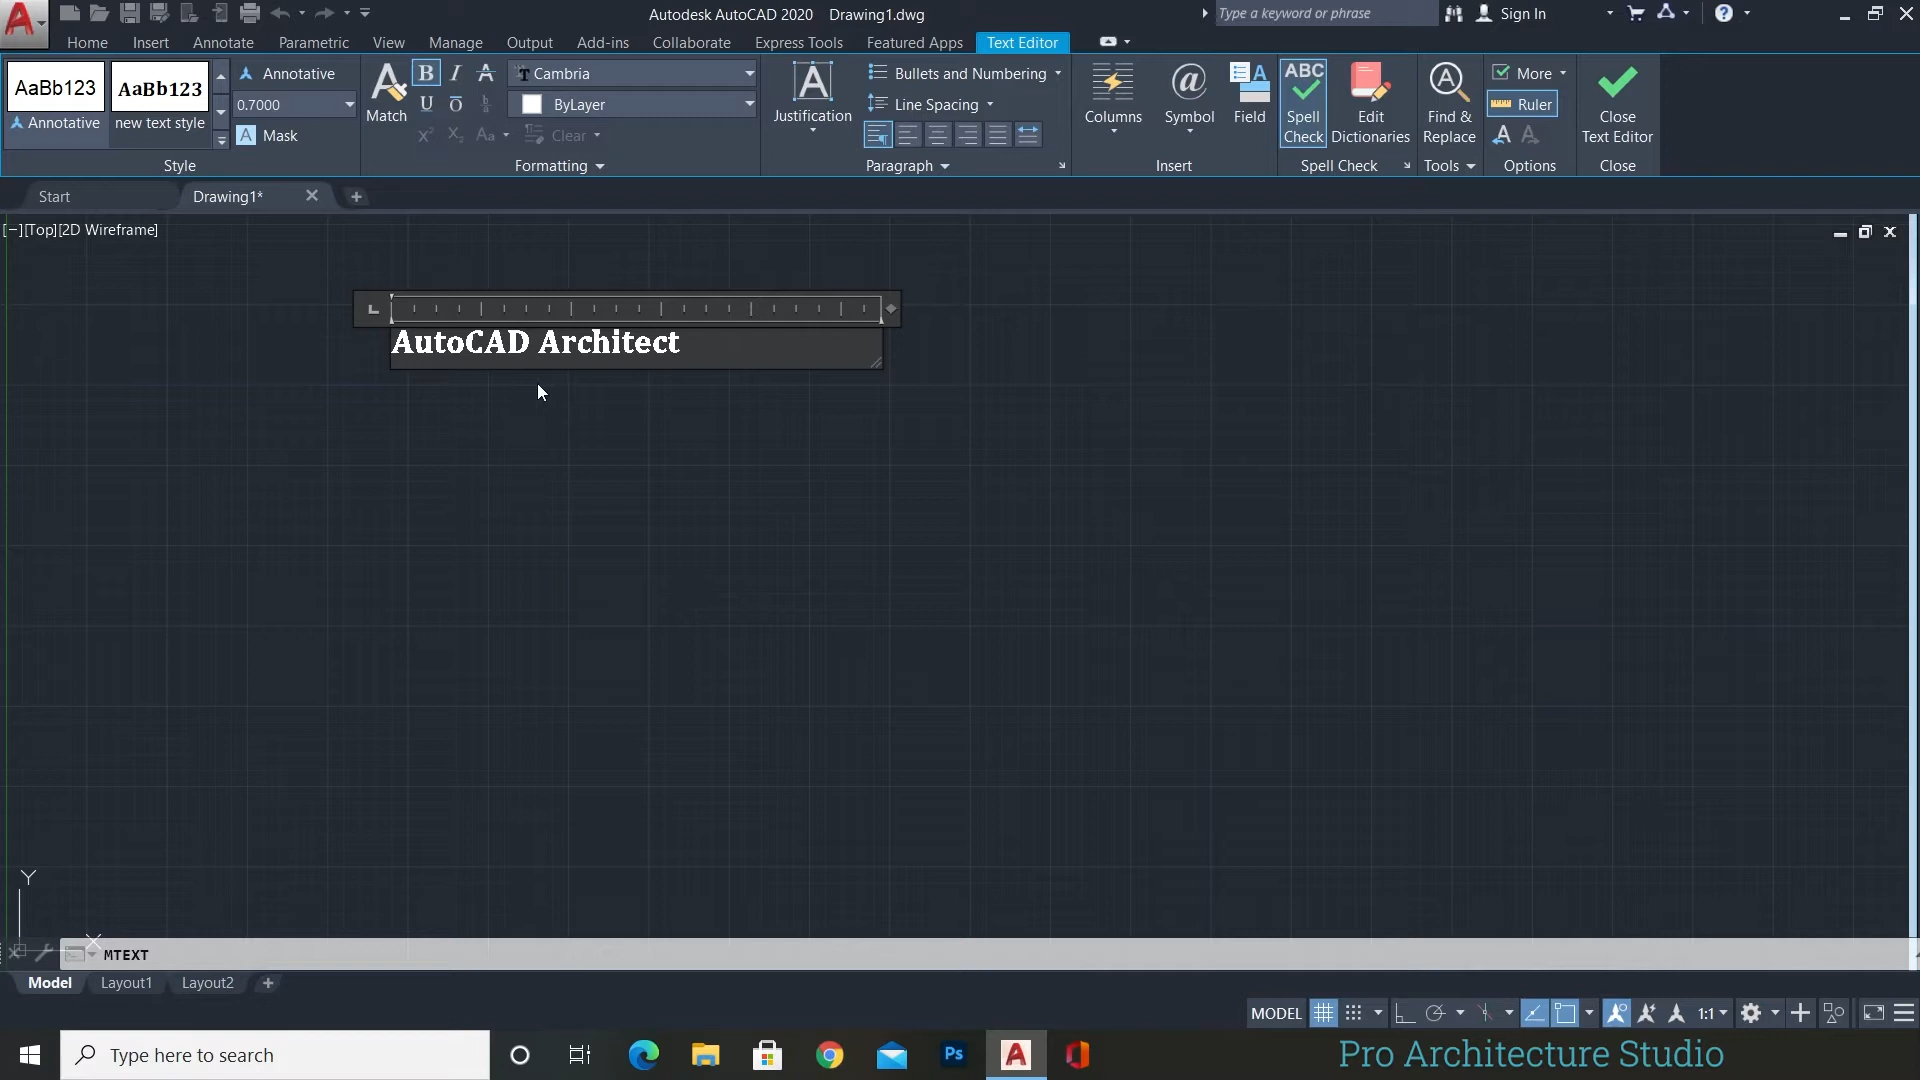 Autodesk AutoCAD 2020 Drawing1.dwg
Type a keyword or phrase
Sign In
Home Insert Annotate Parametric View Manage Output Add-ins Collaborate Express Tools Featured Apps Text Editor
AaBb123
Annotative
AaBb123
new text style
Annotative
0.7000
Mask
Style
Match
Cambria
ByLayer
Clear
Formatting
Justification
Bullets and Numbering
Line Spacing
Paragraph
Columns
Symbol
Field
Insert
ABC
Spell
Check
Edit
Dictionaries
Spell Check
Find &
Replace
Tools
More
Ruler
Options
Close
Text Editor
Close
Start
Drawing1*
[−][Top][2D Wireframe]
AutoCAD Architect
Y
X
MTEXT
Model Layout1 Layout2
MODEL
1:1
Type here to search
Ps
Pro Architecture Studio